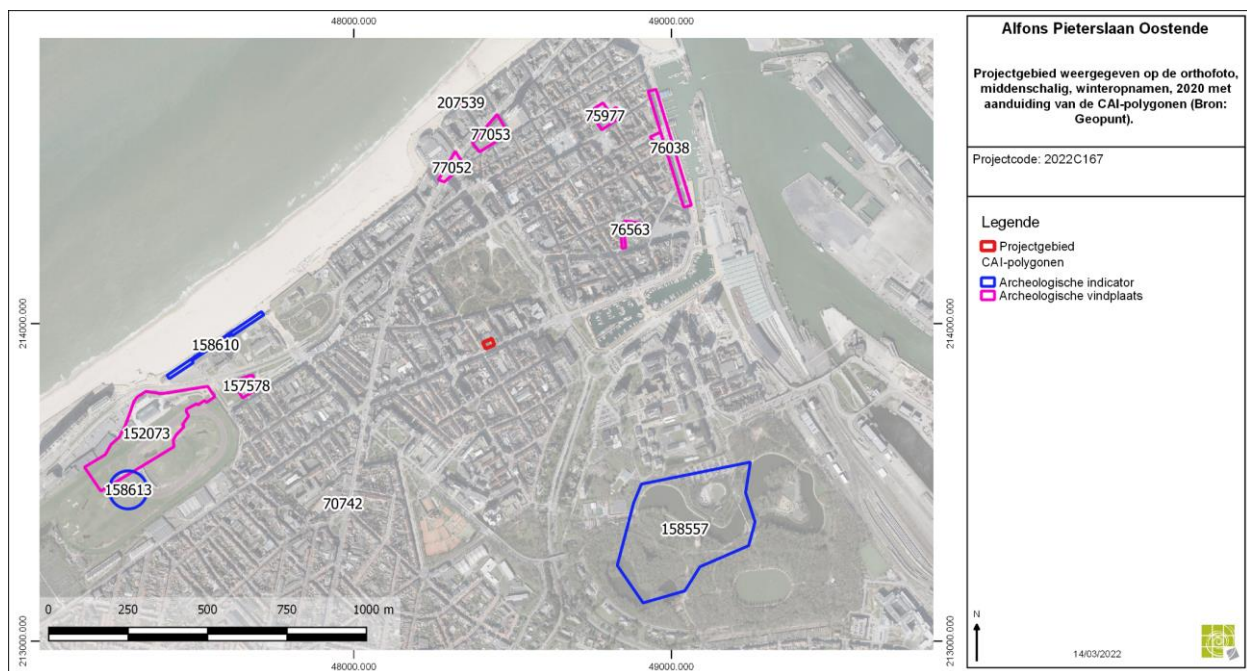 48000.000
49000.000
207539
77053
75977
76038
77052
76563
214000.000
214000.000
158610
157578
152073
158613
70742
158557
0 250 500 750 1000 m
213000.000
213000.000
48000.000
49000.000
Alfons Pieterslaan Oostende
Projectgebied weergegeven op de orthofoto,
middenschalig, winteropnamen, 2020 met
aanduiding van de CAI-polygonen (Bron:
Geopunt).
Projectcode: 2022C167
Legende
Projectgebied
CAI-polygonen
Archeologische indicator
Archeologische vindplaats
N
14/03/2022